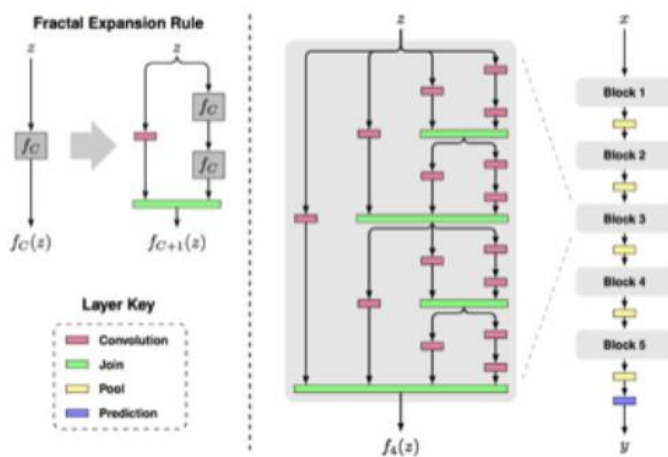 Fractal Expansion Rule
z
z
f_C
f_C
f_C
f_C(z)
f_{C+1}(z)
Layer Key
Convolution
Join
Pool
Prediction
z
f_4(z)
x
Block 1
Block 2
Block 3
Block 4
Block 5
y